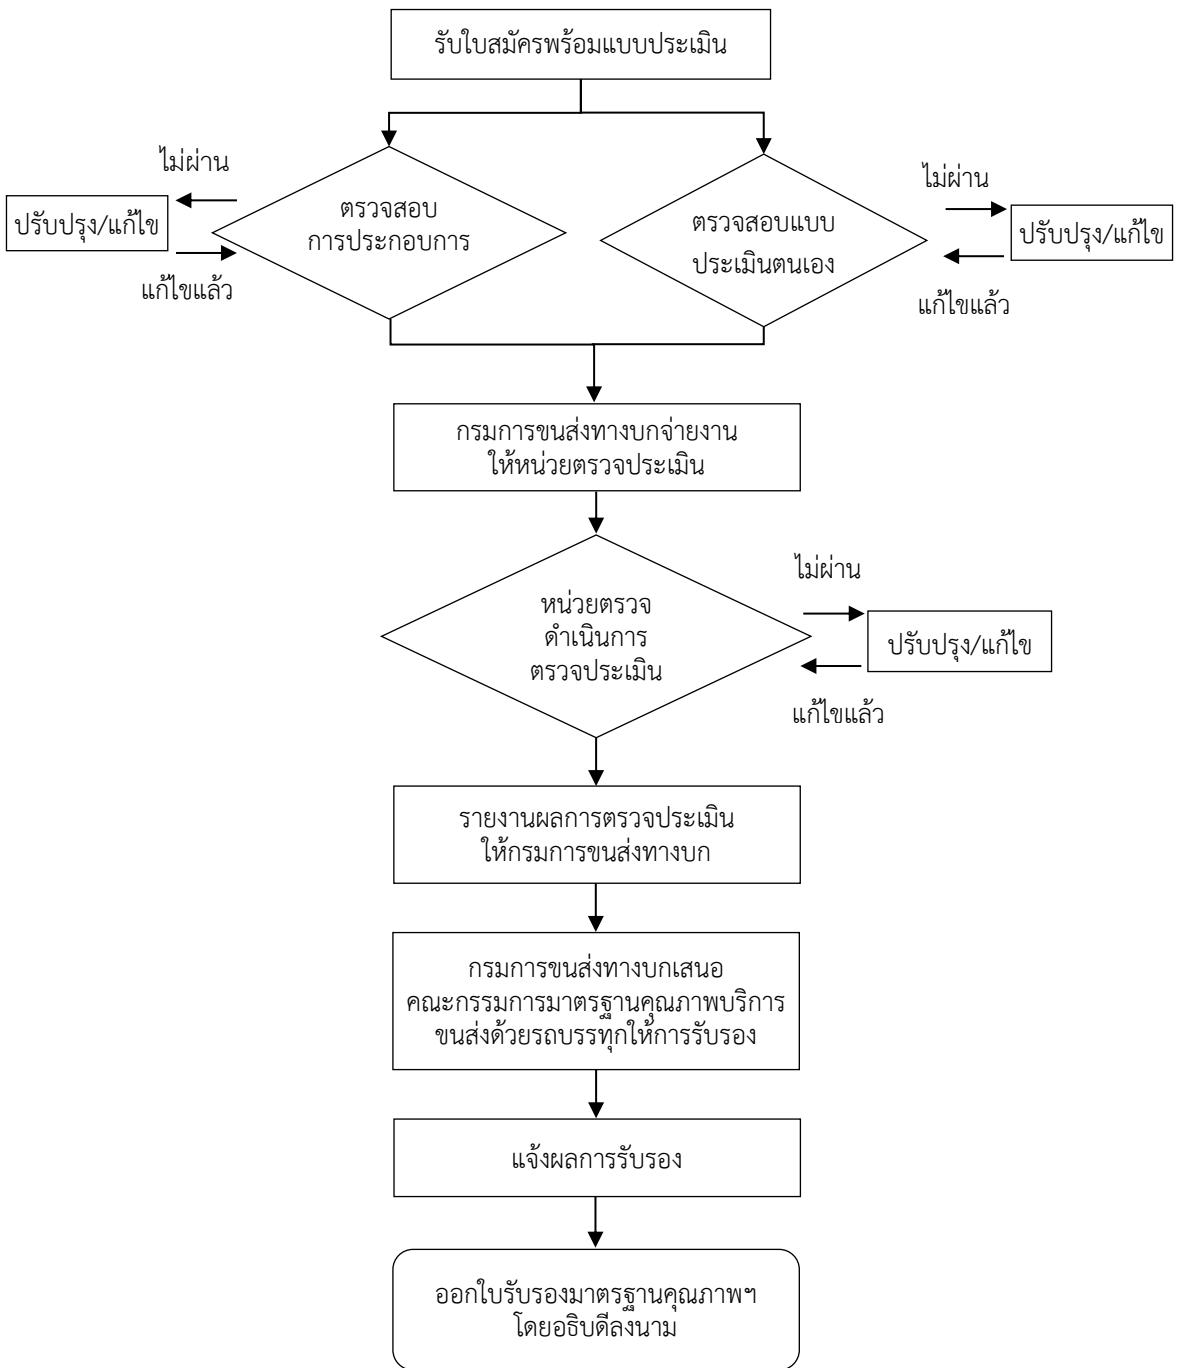 รับใบสมัครพร้อมแบบประเมิน
ไม่ผ่าน
ปรับปรุง/แก้ไข
แก้ไขแล้ว
ตรวจสอบ
การประกอบการ
ตรวจสอบแบบ
ประเมินตนเอง
ไม่ผ่าน
ปรับปรุง/แก้ไข
แก้ไขแล้ว
กรมการขนส่งทางบกจ่ายงาน
ให้หน่วยตรวจประเมิน
หน่วยตรวจ
ดำเนินการ
ตรวจประเมิน
ไม่ผ่าน
ปรับปรุง/แก้ไข
แก้ไขแล้ว
รายงานผลการตรวจประเมิน
ให้กรมการขนส่งทางบก
กรมการขนส่งทางบกเสนอ
คณะกรรมการมาตรฐานคุณภาพบริการ
ขนส่งด้วยรถบรรทุกให้การรับรอง
แจ้งผลการรับรอง
ออกใบรับรองมาตรฐานคุณภาพฯ
โดยอธิบดีลงนาม